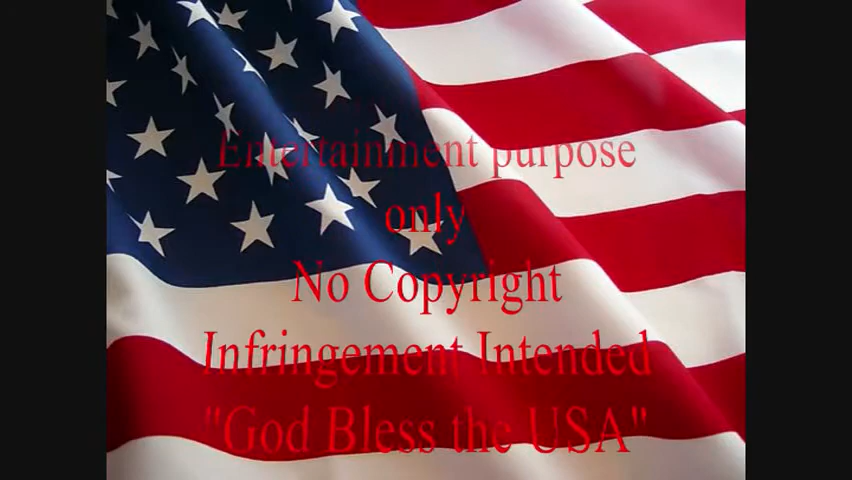 Entertainment purpose
only
No Copyright
Infringement Intended
"God Bless the USA"